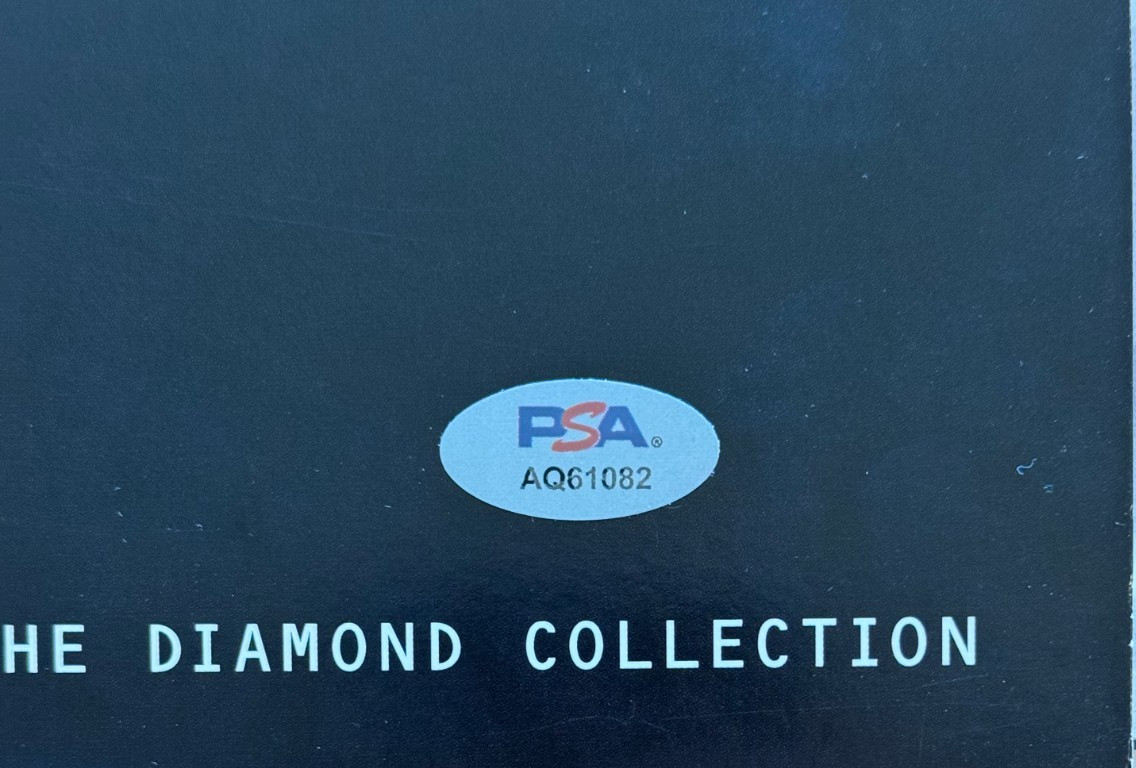 PSA®
AQ61082
HE DIAMOND COLLECTION